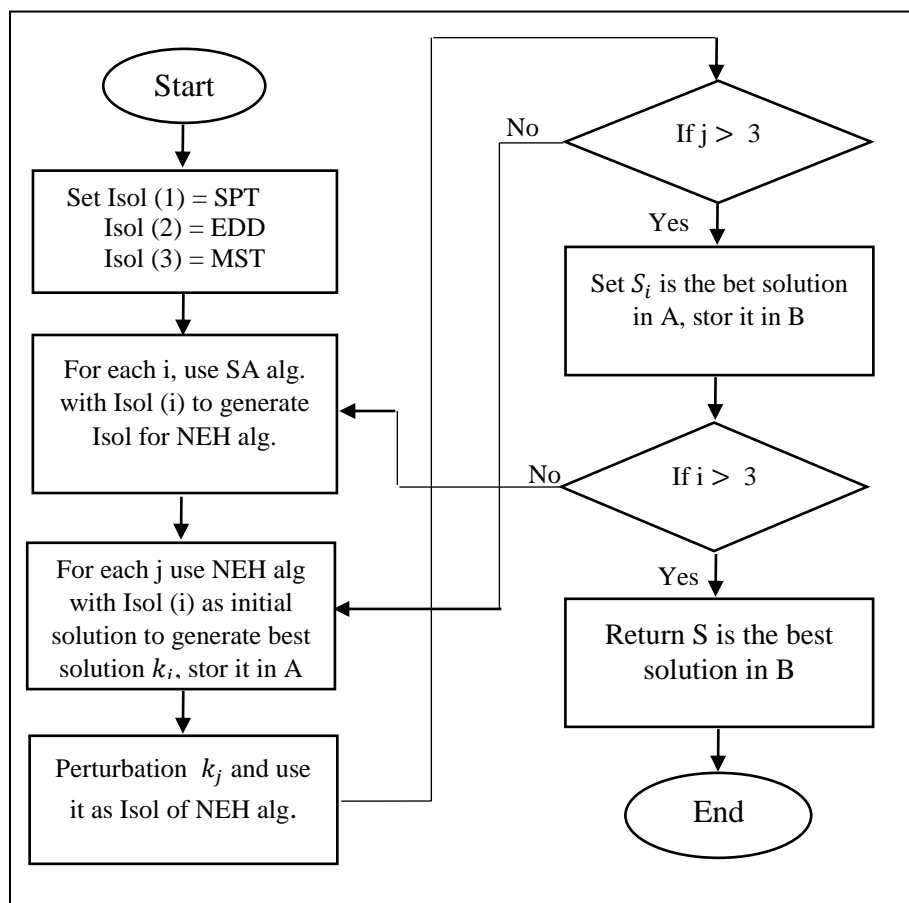 Start
Set Isol (1) = SPT
Isol (2) = EDD
Isol (3) = MST
For each i, use SA alg.
with Isol (i) to generate
Isol for NEH alg.
For each j use NEH alg
with Isol (i) as initial
solution to generate best
solution 𝑘ⱼ, stor it in A
Perturbation 𝑘ⱼ and use
it as Isol of NEH alg.
If j > 3
No
Yes
Set 𝑆ᵢ is the bet solution
in A, stor it in B
If i > 3
No
Yes
Return S is the best
solution in B
End